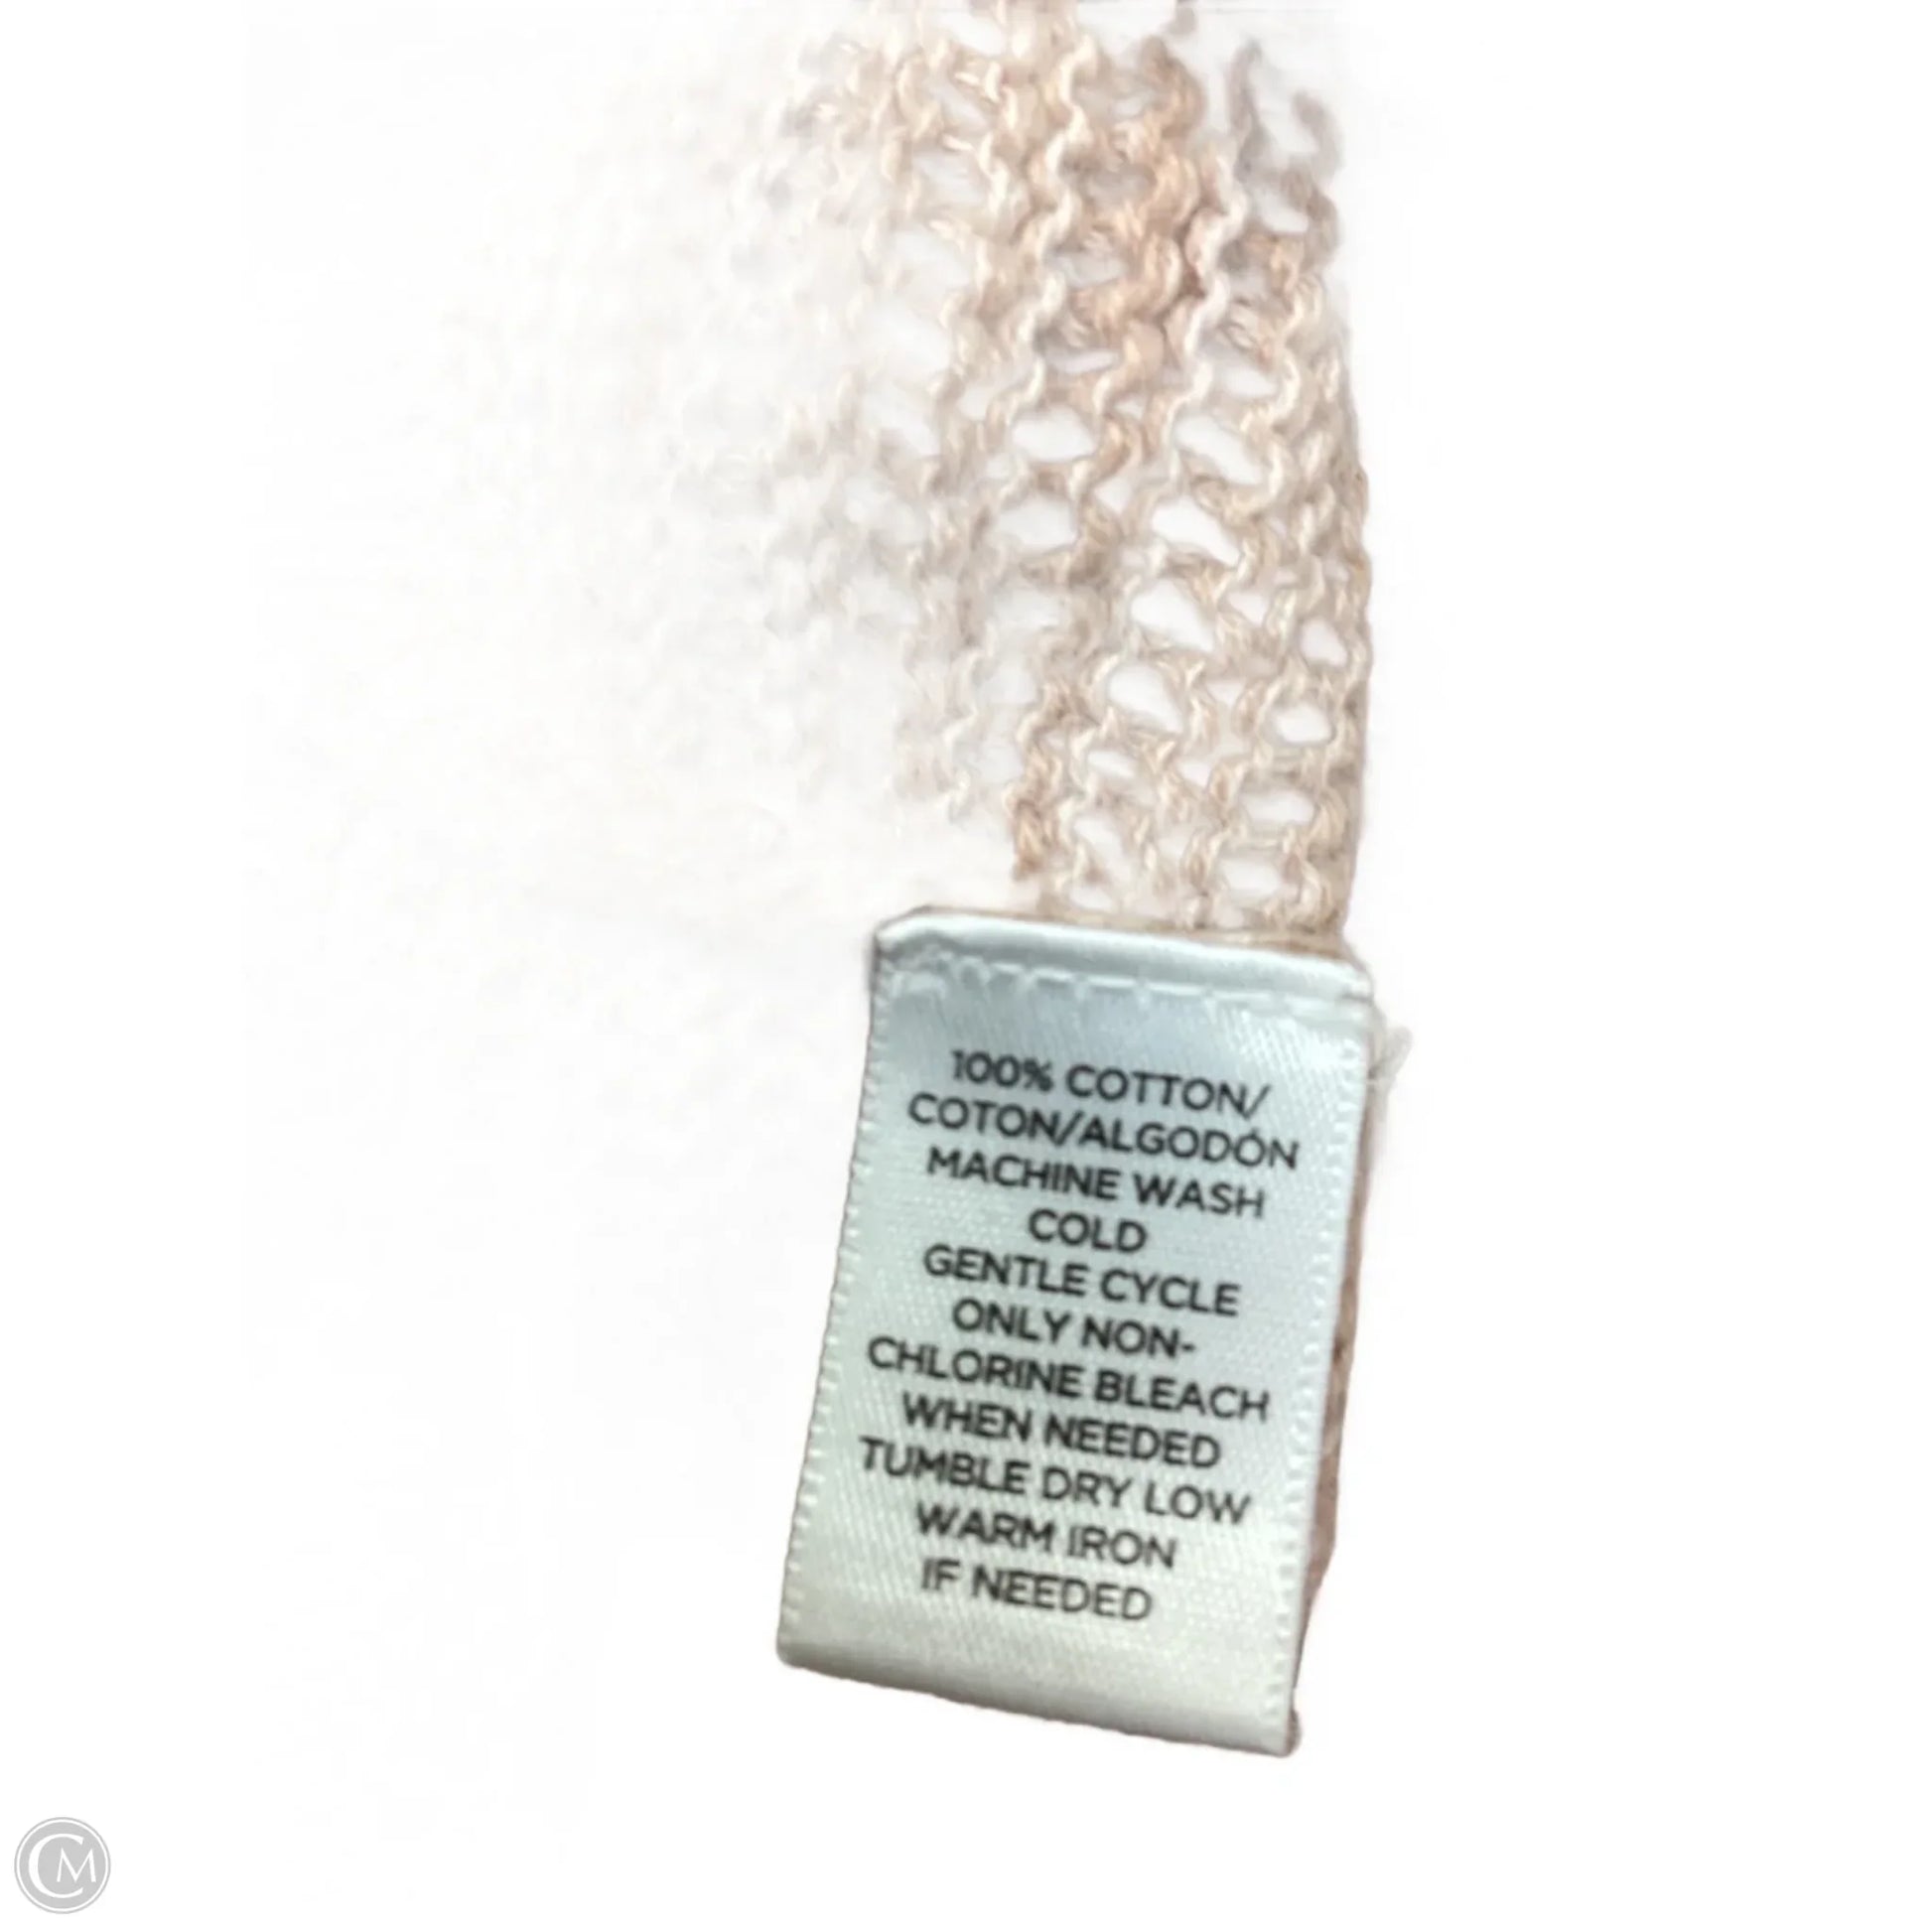 100% COTTON/
COTON/ALGODÓN
MACHINE WASH
COLD
GENTLE CYCLE
ONLY NON-
CHLORINE BLEACH
WHEN NEEDED
TUMBLE DRY LOW
WARM IRON
IF NEEDED
CM